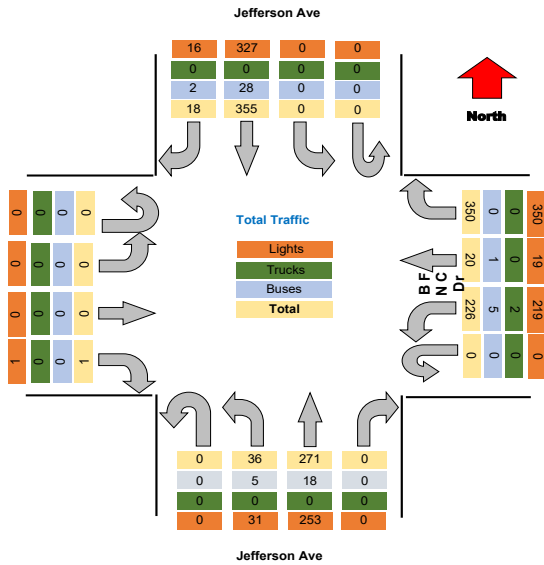 Jefferson Ave
16 327 0 0
0 0 0 0
2 28 0 0
18 355 0 0
North
0 0 0 0
0 0 0 0
0 0 0 0
1 0 0 1
Total Traffic
Lights
Trucks
Buses
Total
BF
NC
Dr
350 0 0 350
20 1 0 19
226 5 2 219
0 0 0 0
0 36 271 0
0 5 18 0
0 0 0 0
0 31 253 0
Jefferson Ave